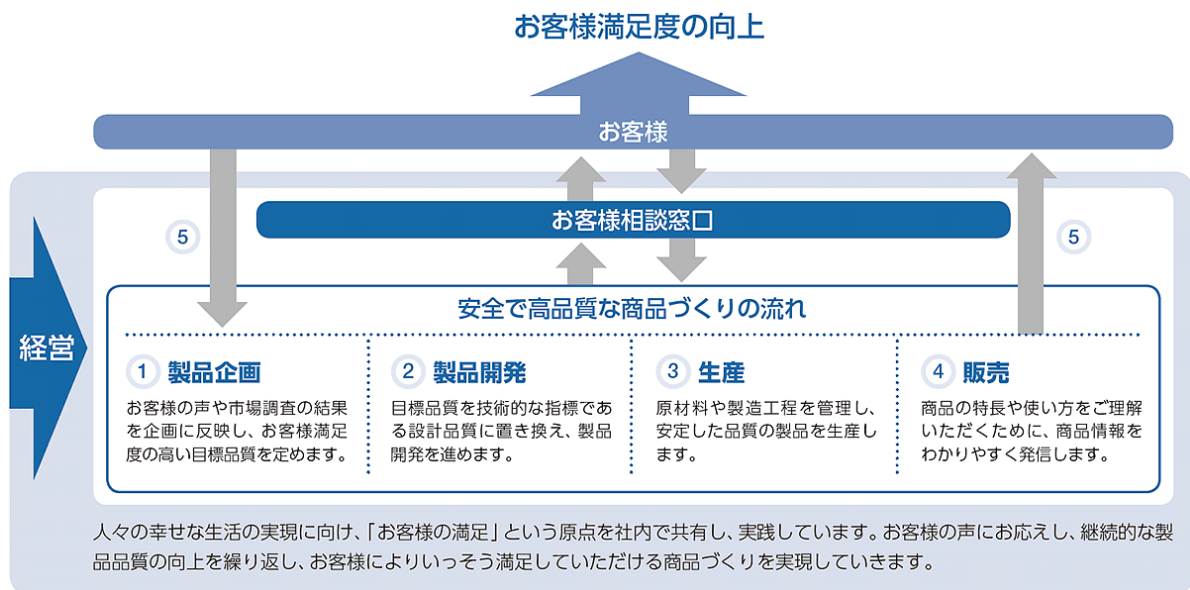 お客様満足度の向上
お客様
お客様相談窓口
⑤
⑤
経営
安全で高品質な商品づくりの流れ
① 製品企画
お客様の声や市場調査の結果
を企画に反映し、お客様満足
度の高い目標品質を定めます。
② 製品開発
目標品質を技術的な指標であ
る設計品質に置き換え、製品
開発を進めます。
③ 生産
原材料や製造工程を管理し、
安定した品質の製品を生産し
ます。
④ 販売
商品の特長や使い方をご理解
いただくために、商品情報を
わかりやすく発信します。
人々の幸せな生活の実現に向け、「お客様の満足」という原点を社内で共有し、実践しています。お客様の声にお応えし、継続的な製
品品質の向上を繰り返し、お客様によりいっそう満足していただける商品づくりを実現していきます。